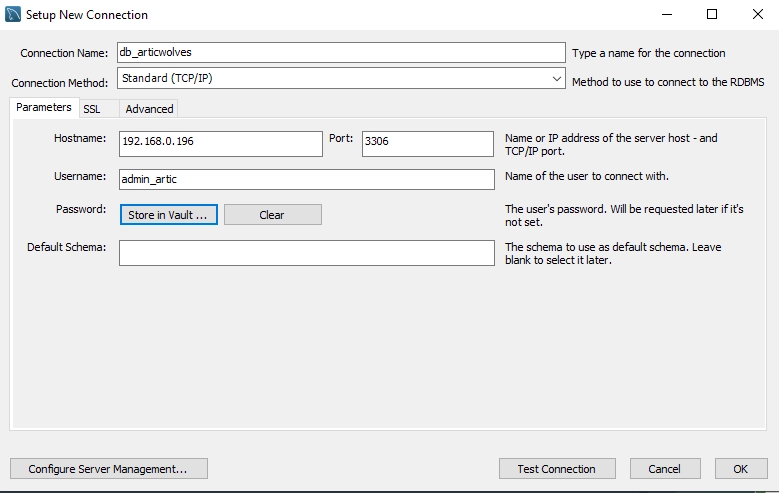 Setup New Connection
Connection Name: db_articwolves Type a name for the connection
Connection Method: Standard (TCP/IP) Method to use to connect to the RDBMS
Parameters SSL Advanced
Hostname: 192.168.0.196 Port: 3306 Name or IP address of the server host - and
TCP/IP port.
Username: admin_artic Name of the user to connect with.
Password: Store in Vault ... Clear The user's password. Will be requested later if it's
not set.
Default Schema: The schema to use as default schema. Leave
blank to select it later.
Configure Server Management... Test Connection Cancel OK